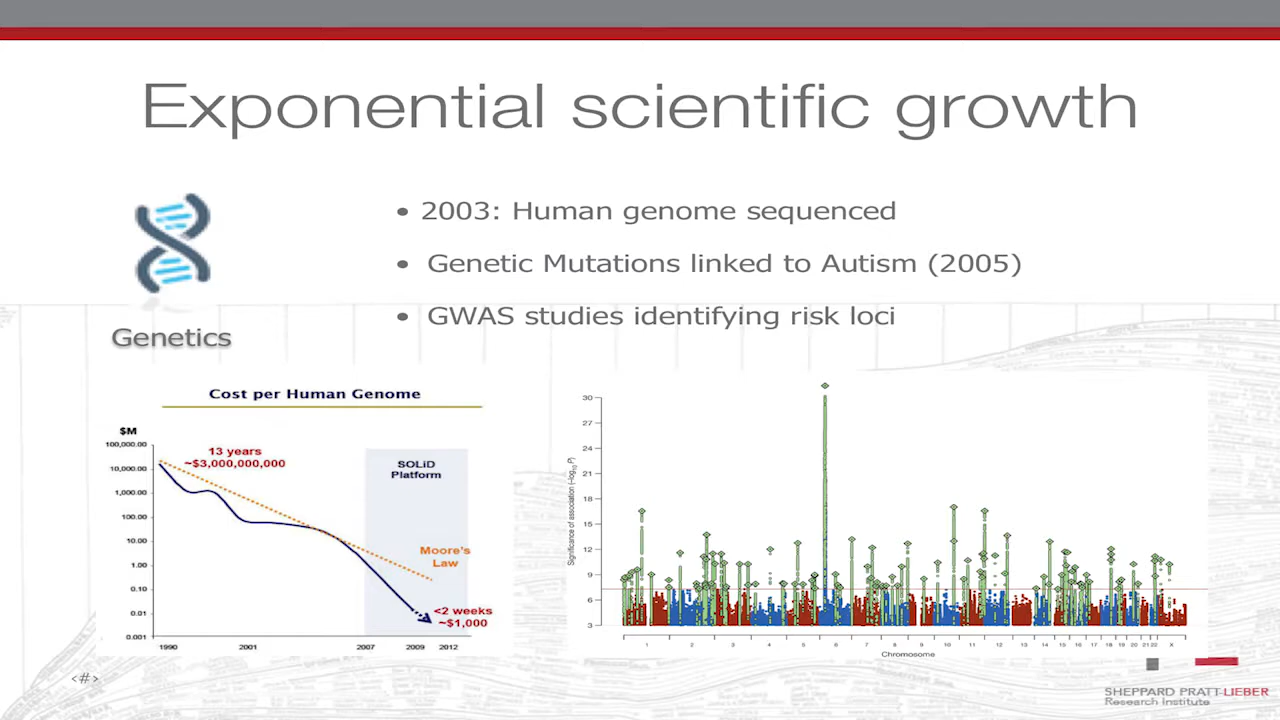 Exponential scientific growth
• 2003: Human genome sequenced
• Genetic Mutations linked to Autism (2005)
• GWAS studies identifying risk loci
Genetics
Cost per Human Genome
$M
100,000.00
10,000.00
1,000.00
100.00
10.00
1.00
0.10
0.01
0.001
13 years
~$3,000,000,000
SOLiD
Platform
Moore's
Law
<2 weeks
~$1,000
1990 2001 2007 2009 2012
Significance of association (–log10 P)
30
27
24
21
18
15
12
9
6
3
1 2 3 4 5 6 7 8 9 10 11 12 13 14 15 16 17 18 19 20 21 22 X
Chromosome
<#>
SHEPPARD PRATT-LIEBER
Research Institute